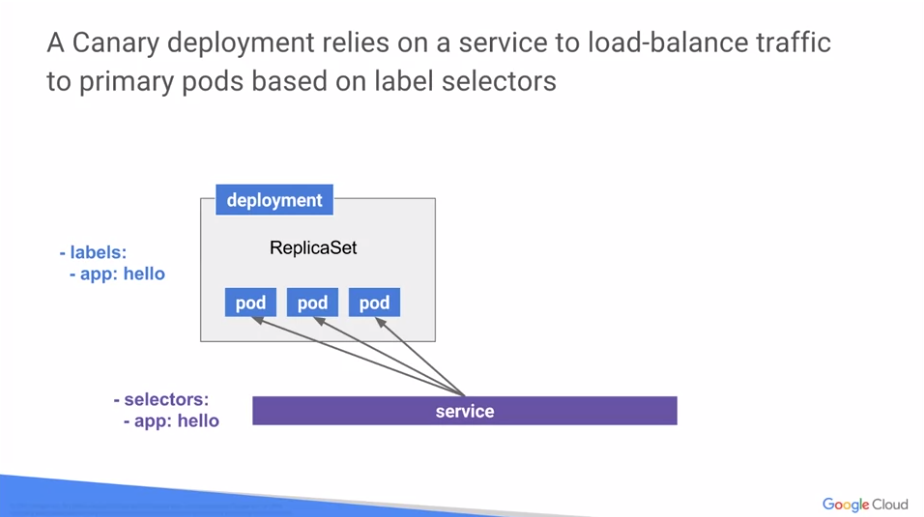 A Canary deployment relies on a service to load-balance traffic
to primary pods based on label selectors
deployment
ReplicaSet
- labels:
- app: hello
pod pod pod
- selectors:
- app: hello
service
Google Cloud